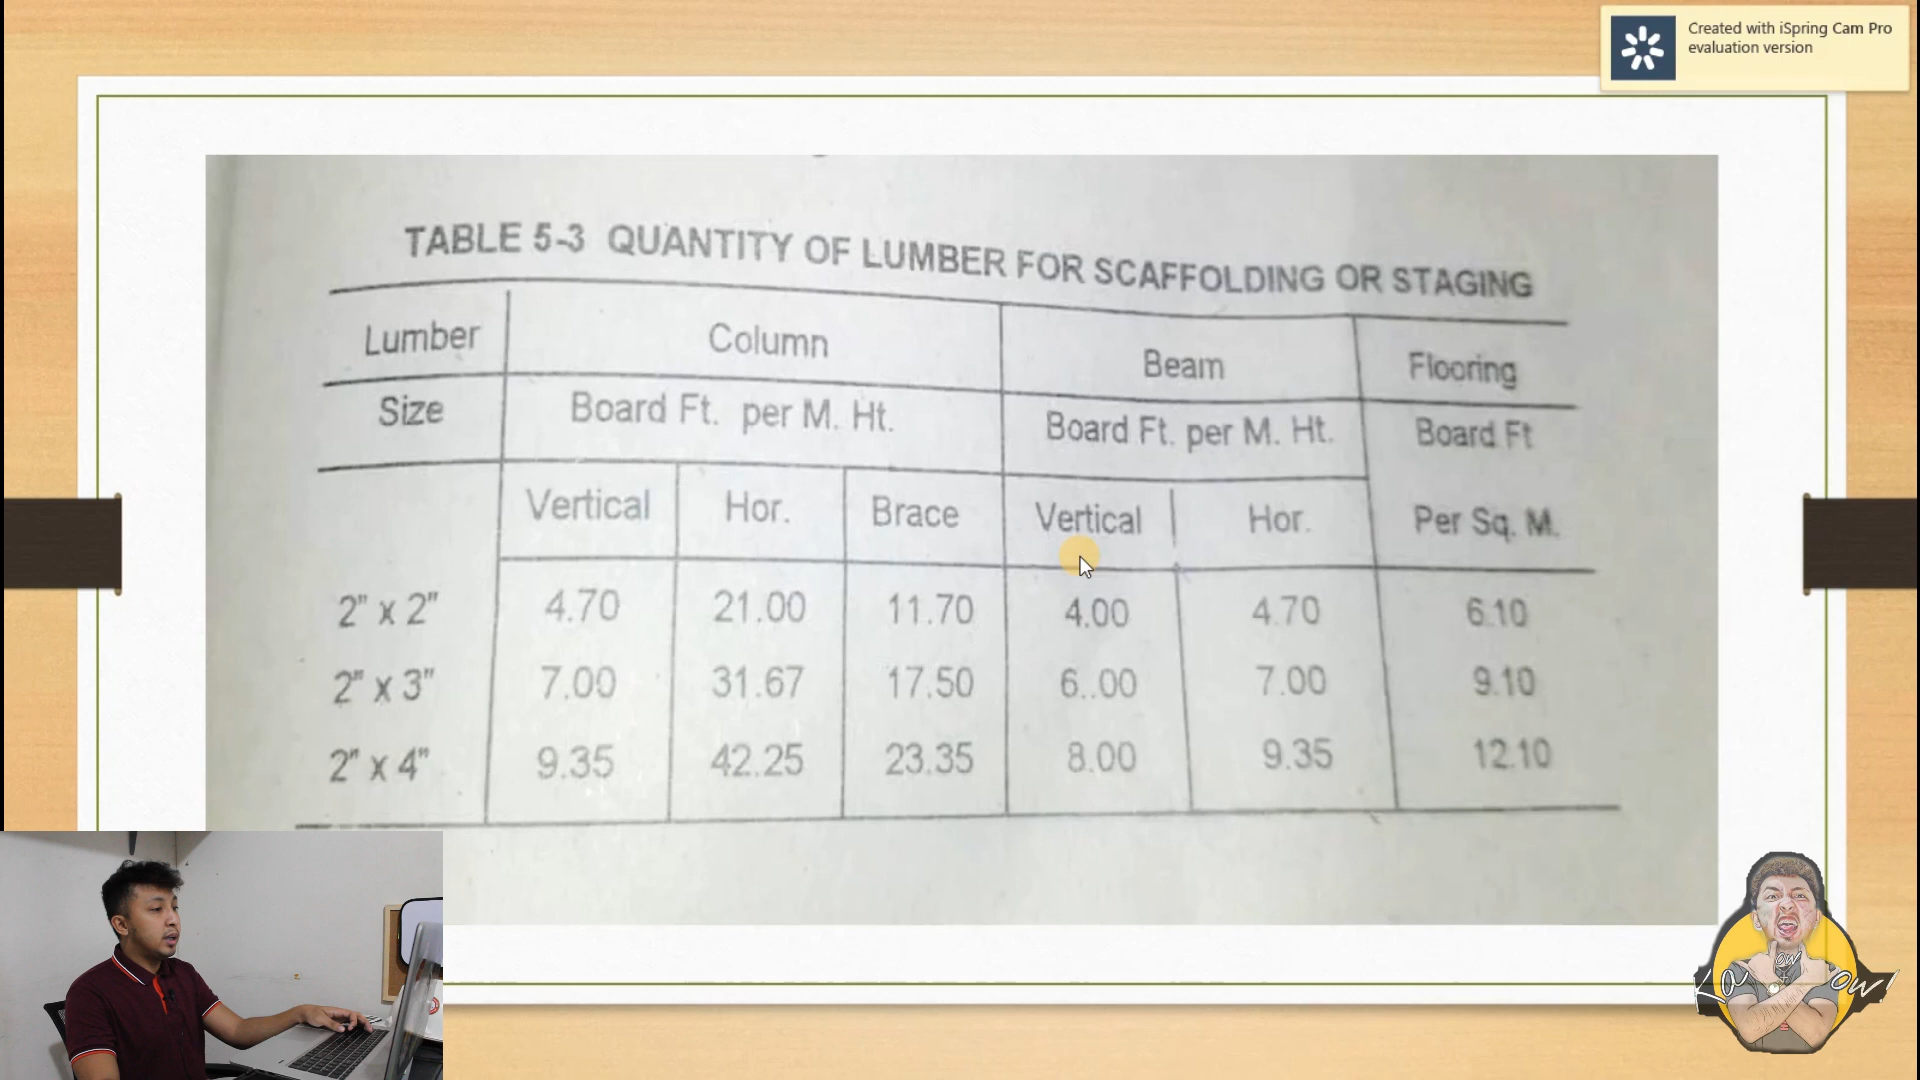 Created with iSpring Cam Pro
evaluation version
TABLE 5-3 QUANTITY OF LUMBER FOR SCAFFOLDING OR STAGING
Lumber Column Beam Flooring
Size Board Ft. per M. Ht. Board Ft. per M. Ht. Board Ft
Vertical Hor. Brace Vertical Hor. Per Sq. M.
2" x 2" 4.70 21.00 11.70 4.00 4.70 6.10
2" x 3" 7.00 31.67 17.50 6..00 7.00 9.10
2" x 4" 9.35 42.25 23.35 8.00 9.35 12.10